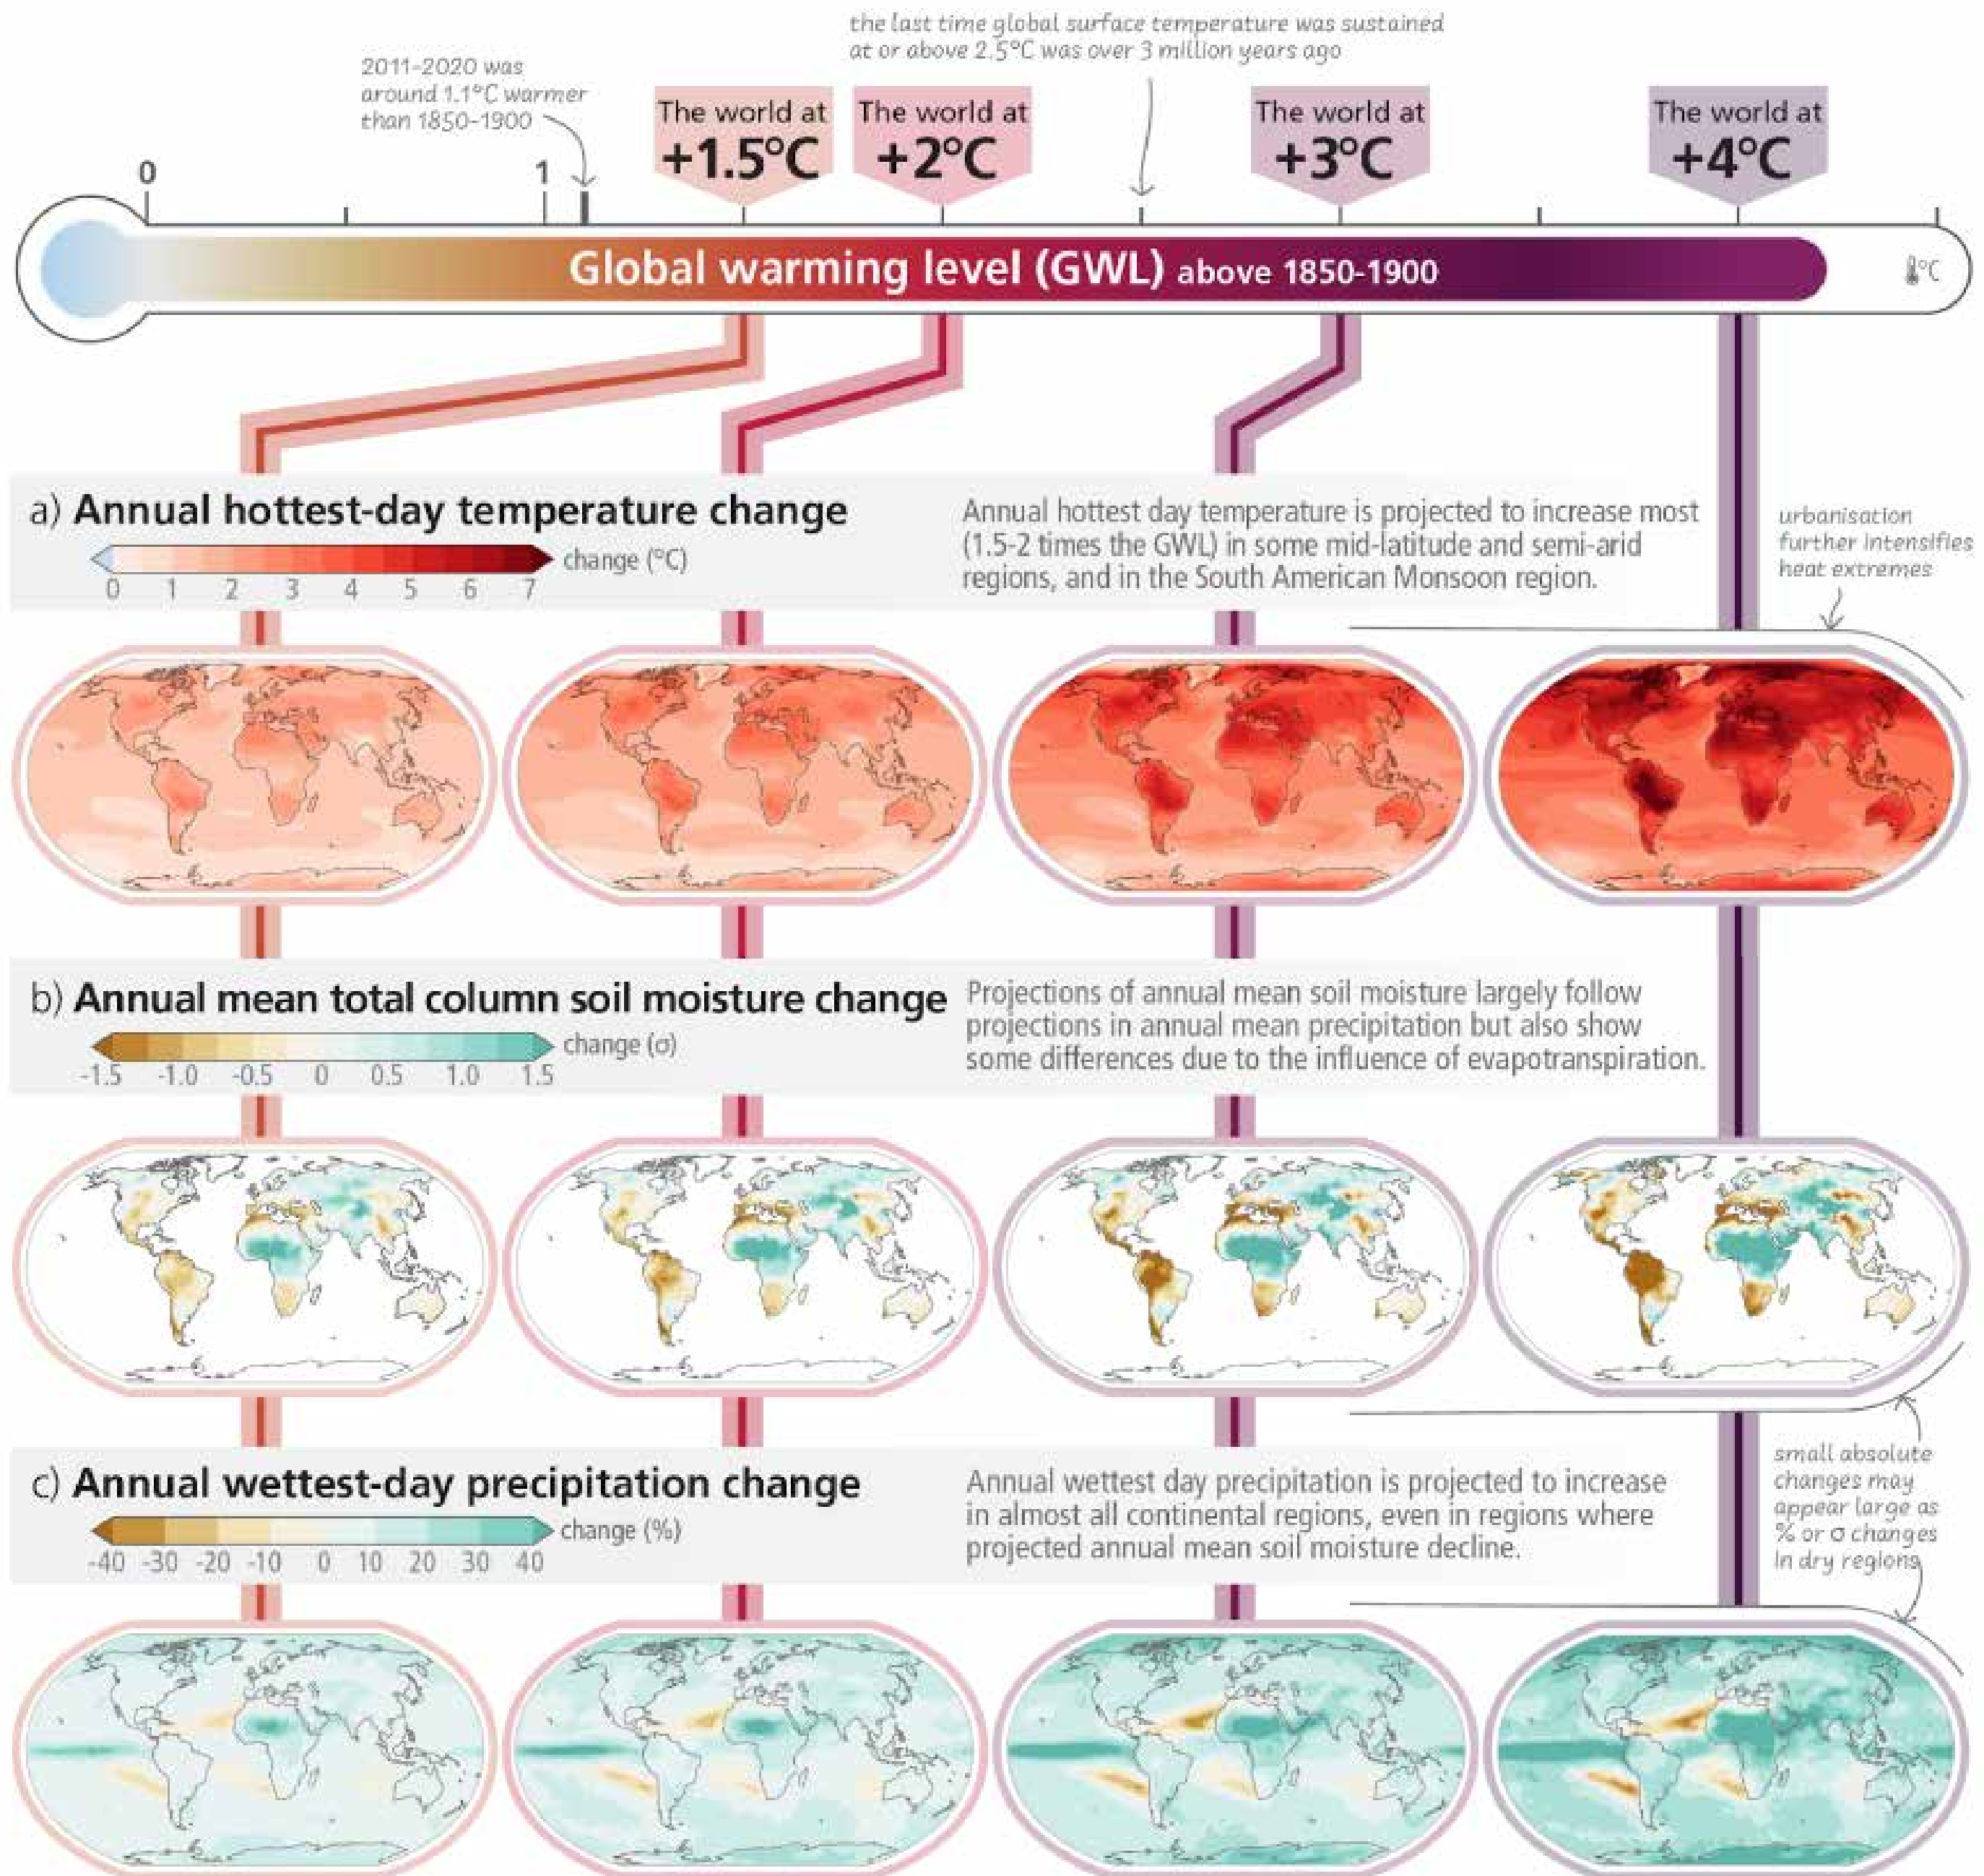 the last time global surface temperature was sustained
at or above 2.5°C was over 3 million years ago
2011-2020 was
around 1.1°C warmer
than 1850-1900
The world at
+1.5°C
The world at
+2°C
The world at
+3°C
The world at
+4°C
0
1
Global warming level (GWL) above 1850-1900
°C
a) Annual hottest-day temperature change
change (°C)
0 1 2 3 4 5 6 7
Annual hottest day temperature is projected to increase most
(1.5-2 times the GWL) in some mid-latitude and semi-arid
regions, and in the South American Monsoon region.
urbanisation
further intensifies
heat extremes
b) Annual mean total column soil moisture change
change (σ)
-1.5 -1.0 -0.5 0 0.5 1.0 1.5
Projections of annual mean soil moisture largely follow
projections in annual mean precipitation but also show
some differences due to the influence of evapotranspiration.
c) Annual wettest-day precipitation change
change (%)
-40 -30 -20 -10 0 10 20 30 40
Annual wettest day precipitation is projected to increase
in almost all continental regions, even in regions where
projected annual mean soil moisture decline.
small absolute
changes may
appear large as
% or σ changes
in dry regions